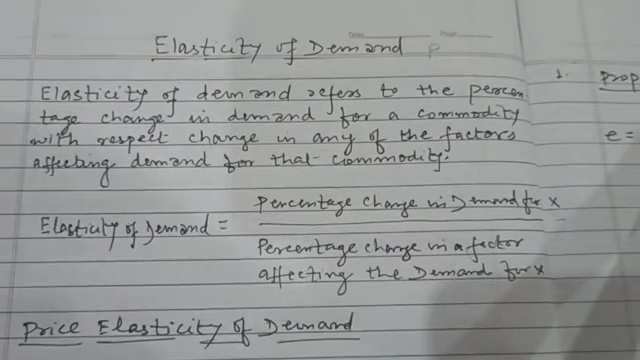 Elasticity of Demand
Elasticity of demand refers to the percen
tage change in demand for a commodity
with respect change in any of the factors
affecting demand for that commodity.
Elasticity of Demand = Percentage change in Demand for x
Percentage change in a factor
affecting the Demand for x
Price Elasticity of Demand
2. Prop
e =